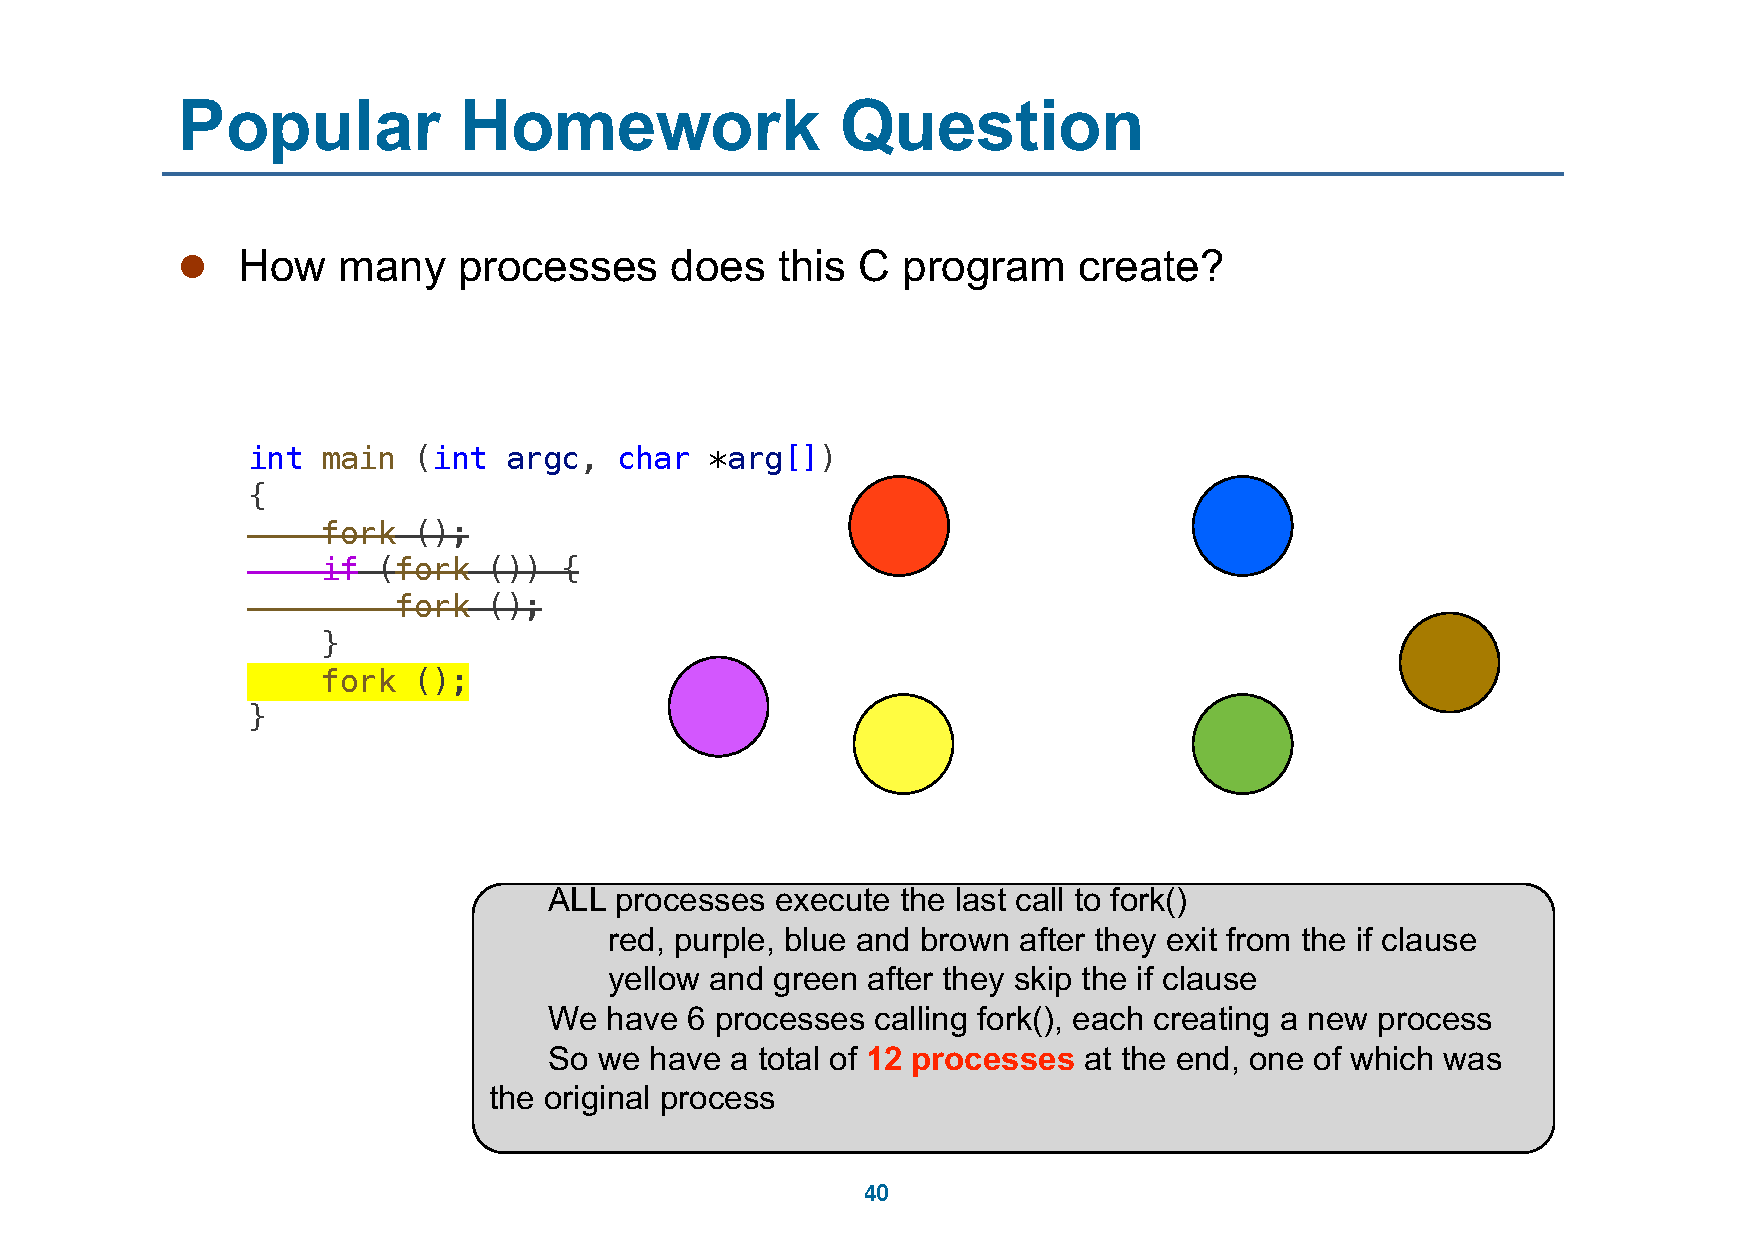 Popular Homework Question
How many processes does this C program create?
int main (int argc, char *arg[])
{
    fork ();
    if (fork ()) {
        fork ();
    }
    fork ();
}
ALL processes execute the last call to fork()
red, purple, blue and brown after they exit from the if clause
yellow and green after they skip the if clause
We have 6 processes calling fork(), each creating a new process
So we have a total of 12 processes at the end, one of which was
the original process
40